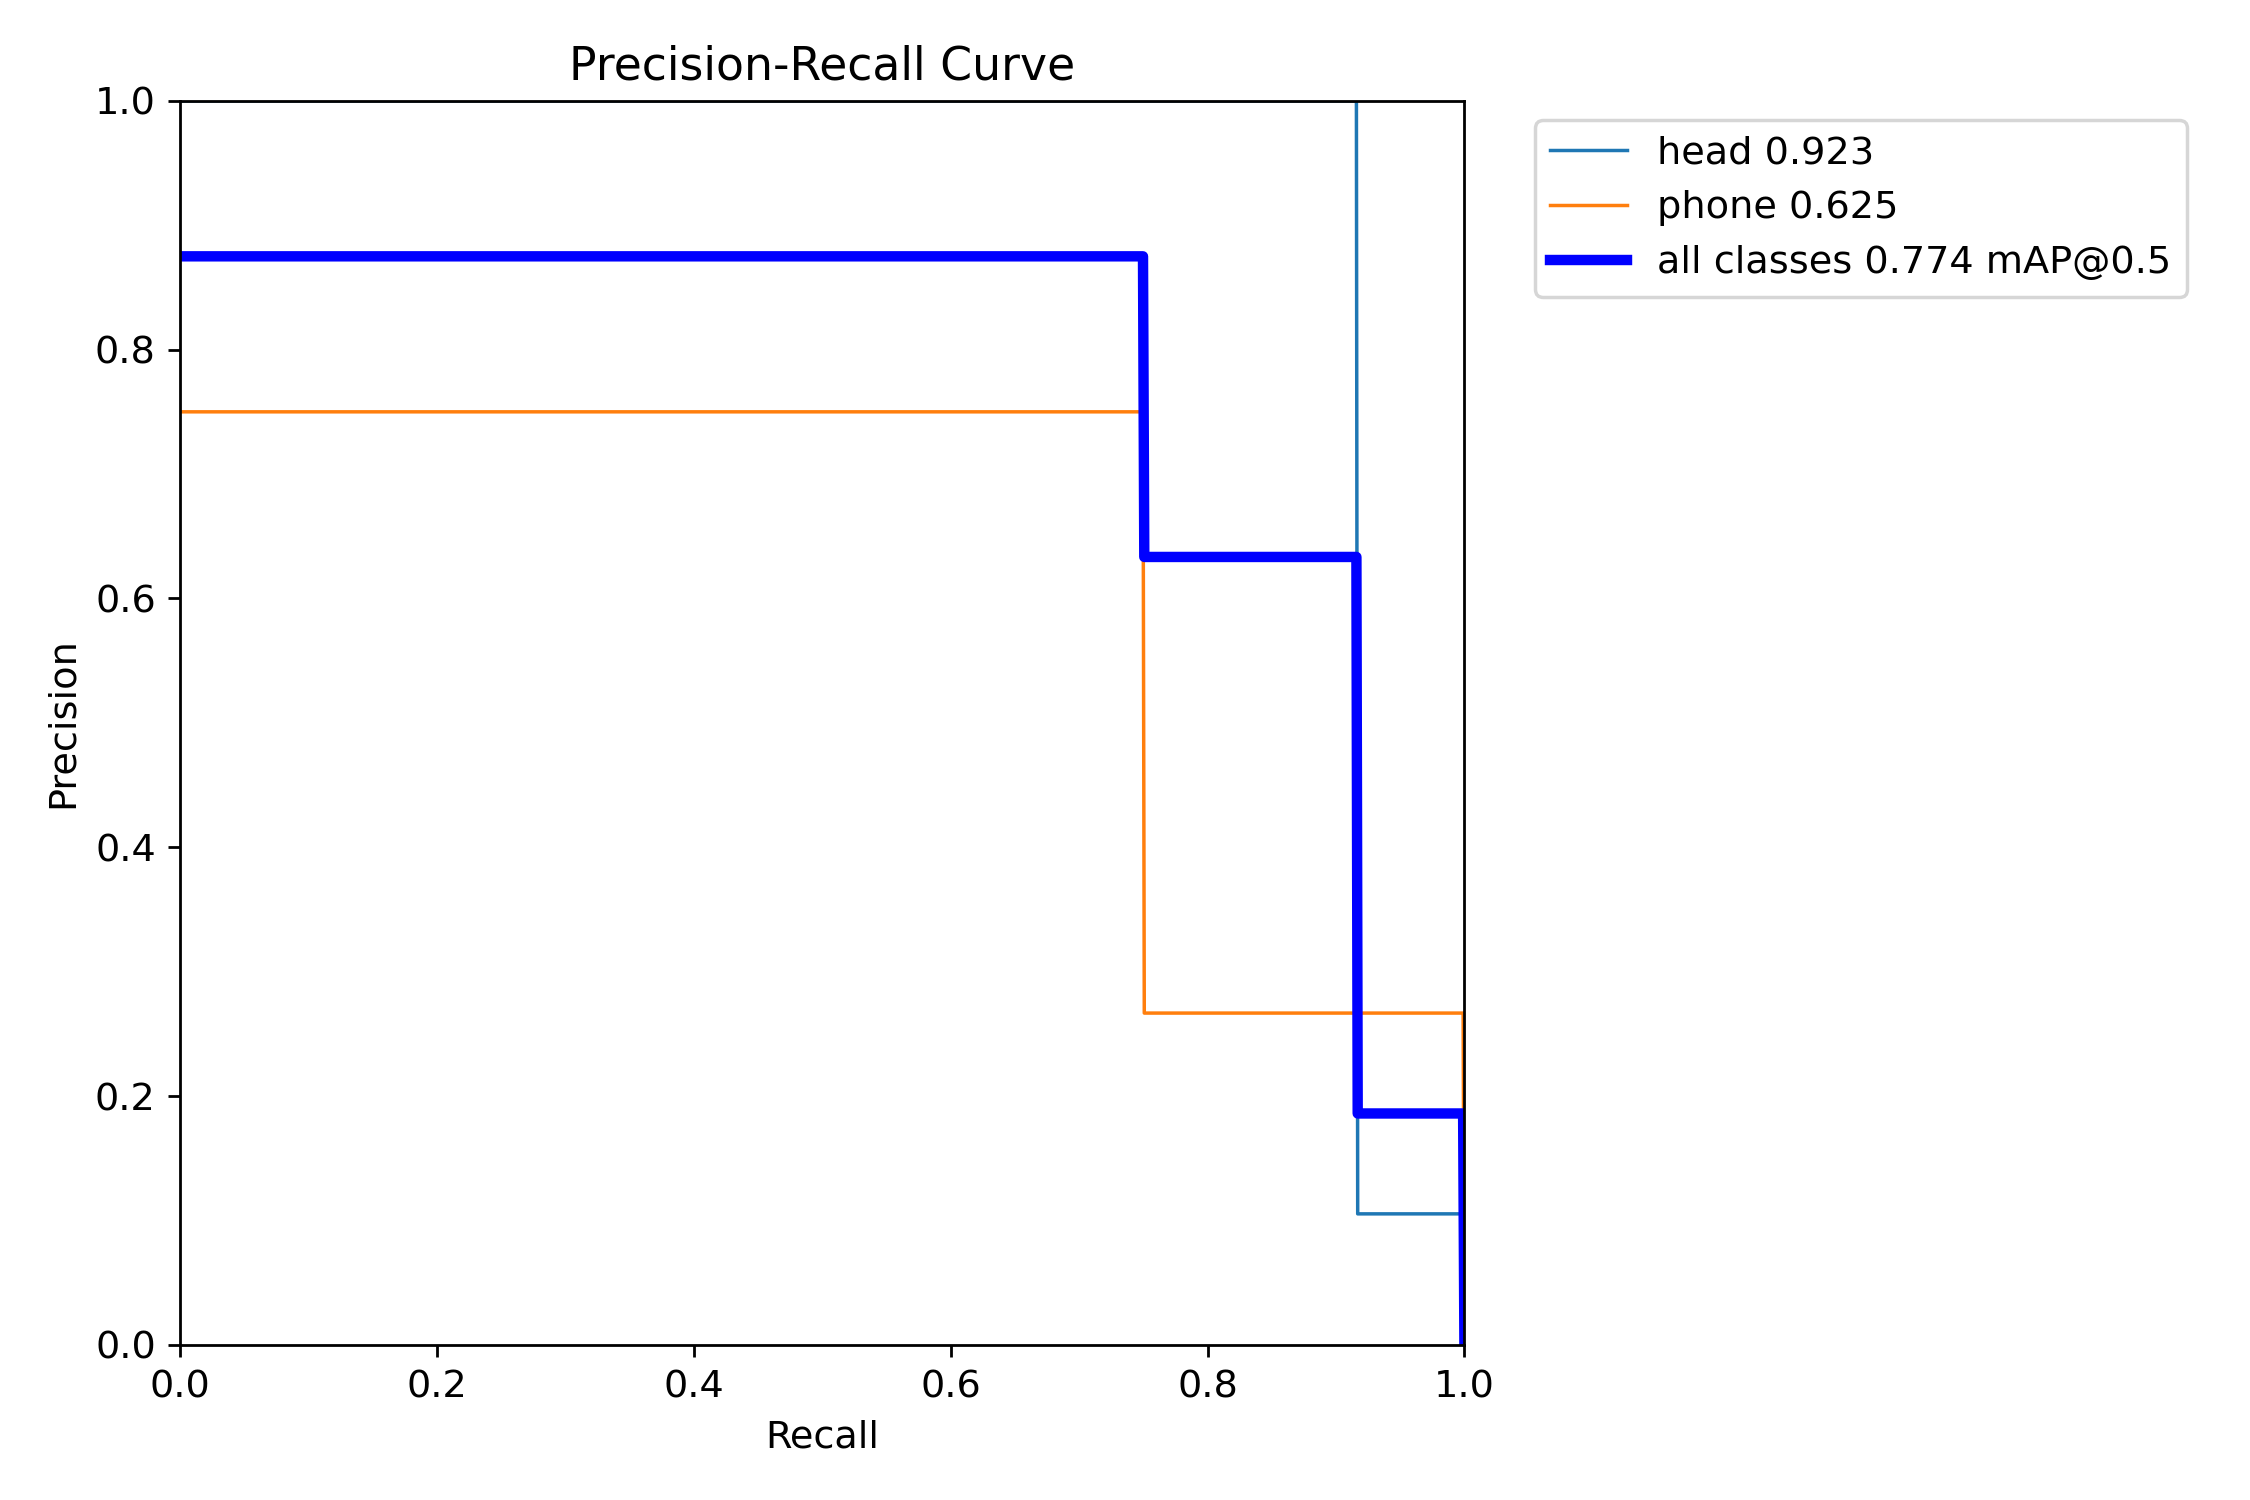 Precision-Recall Curve
1.0
0.8
0.6
0.4
0.2
0.0
Precision
0.0 0.2 0.4 0.6 0.8 1.0
Recall
head 0.923
phone 0.625
all classes 0.774 mAP@0.5